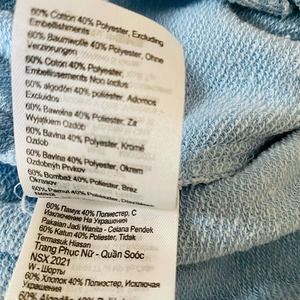 60% Cotton 40% Polyester, Excluding
Embellishments
60% Baumwolle 40% Polyester, Ohne
Verzierungen
60% Coton 40% Polyester,
Embellissements Non Inclus
60% algodón 40% poliéster, Adornos
Excluidos
60% Bawełna 40% Poliester, Za
Wyjątkiem Ozdób
60% Bavlna 40% Polyester, Kromě
Ozdob
60% Bavlna 40% Polyester, Okrem
Ozdobných Prvkov
60% Bombaž 40% Poliester, Brez
60% Памук 40% Полиестер, С
Изключение На Украшения
Pakaian Jadi Wanita - Celana Pendek
60% Katun 40% Poliester, Tidak
Termasuk Hiasan
Trang Phục Nữ - Quần Soóc
NSX 2021
W - Шорты
60% Хлопок 40% Полиэстер, Исключая
Украшения